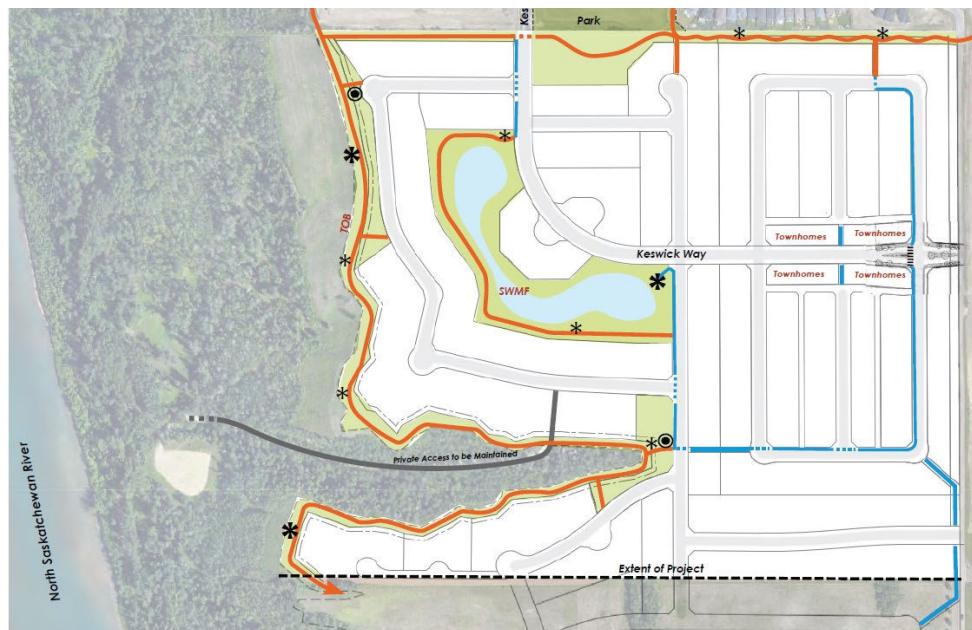 Kes
Park
TOB
Townhomes
Townhomes
Keswick Way
Townhomes
Townhomes
SWMF
Private Access to be Maintained
North Saskatchewan River
Extent of Project